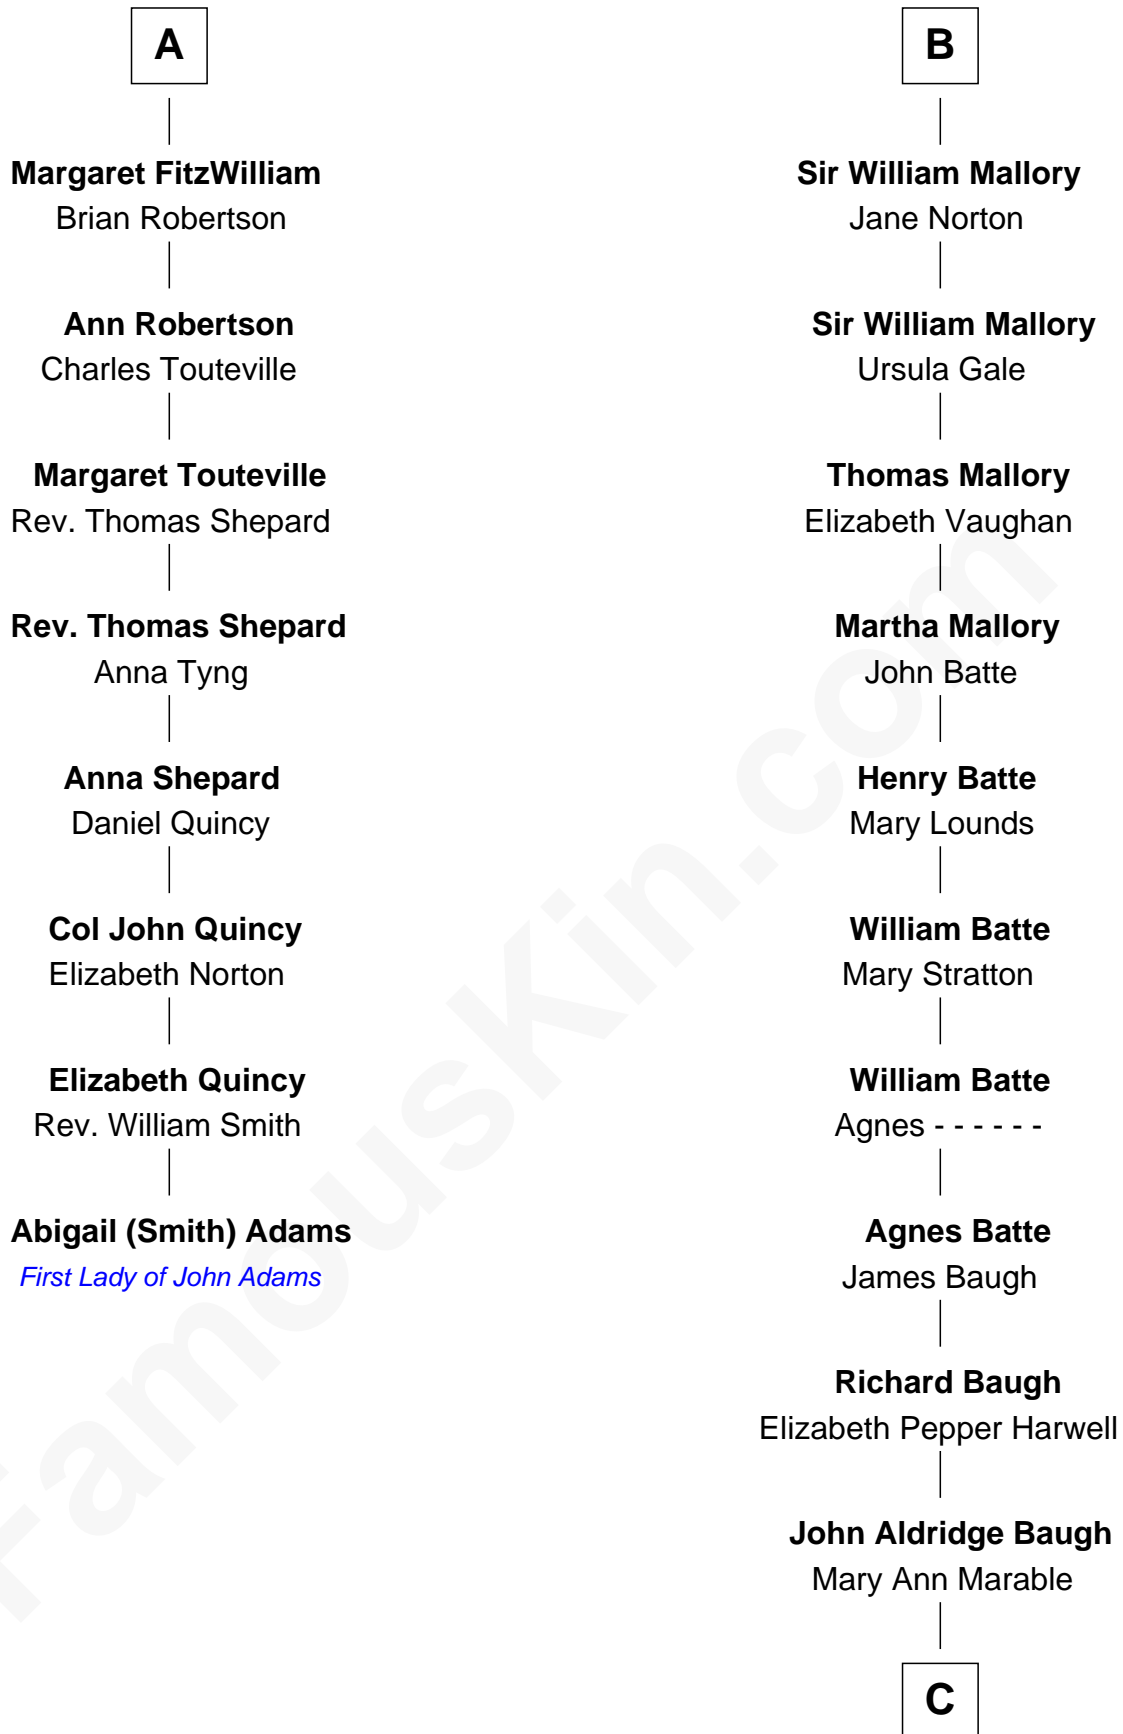 A
Margaret FitzWilliam
Brian Robertson
Ann Robertson
Charles Touteville
Margaret Touteville
Rev. Thomas Shepard
Rev. Thomas Shepard
Anna Tyng
Anna Shepard
Daniel Quincy
Col John Quincy
Elizabeth Norton
Elizabeth Quincy
Rev. William Smith
Abigail (Smith) Adams
First Lady of John Adams
B
Sir William Mallory
Jane Norton
Sir William Mallory
Ursula Gale
Thomas Mallory
Elizabeth Vaughan
Martha Mallory
John Batte
Henry Batte
Mary Lounds
William Batte
Mary Stratton
William Batte
Agnes - - - - - -
Agnes Batte
James Baugh
Richard Baugh
Elizabeth Pepper Harwell
John Aldridge Baugh
Mary Ann Marable
C
FamousKin.com